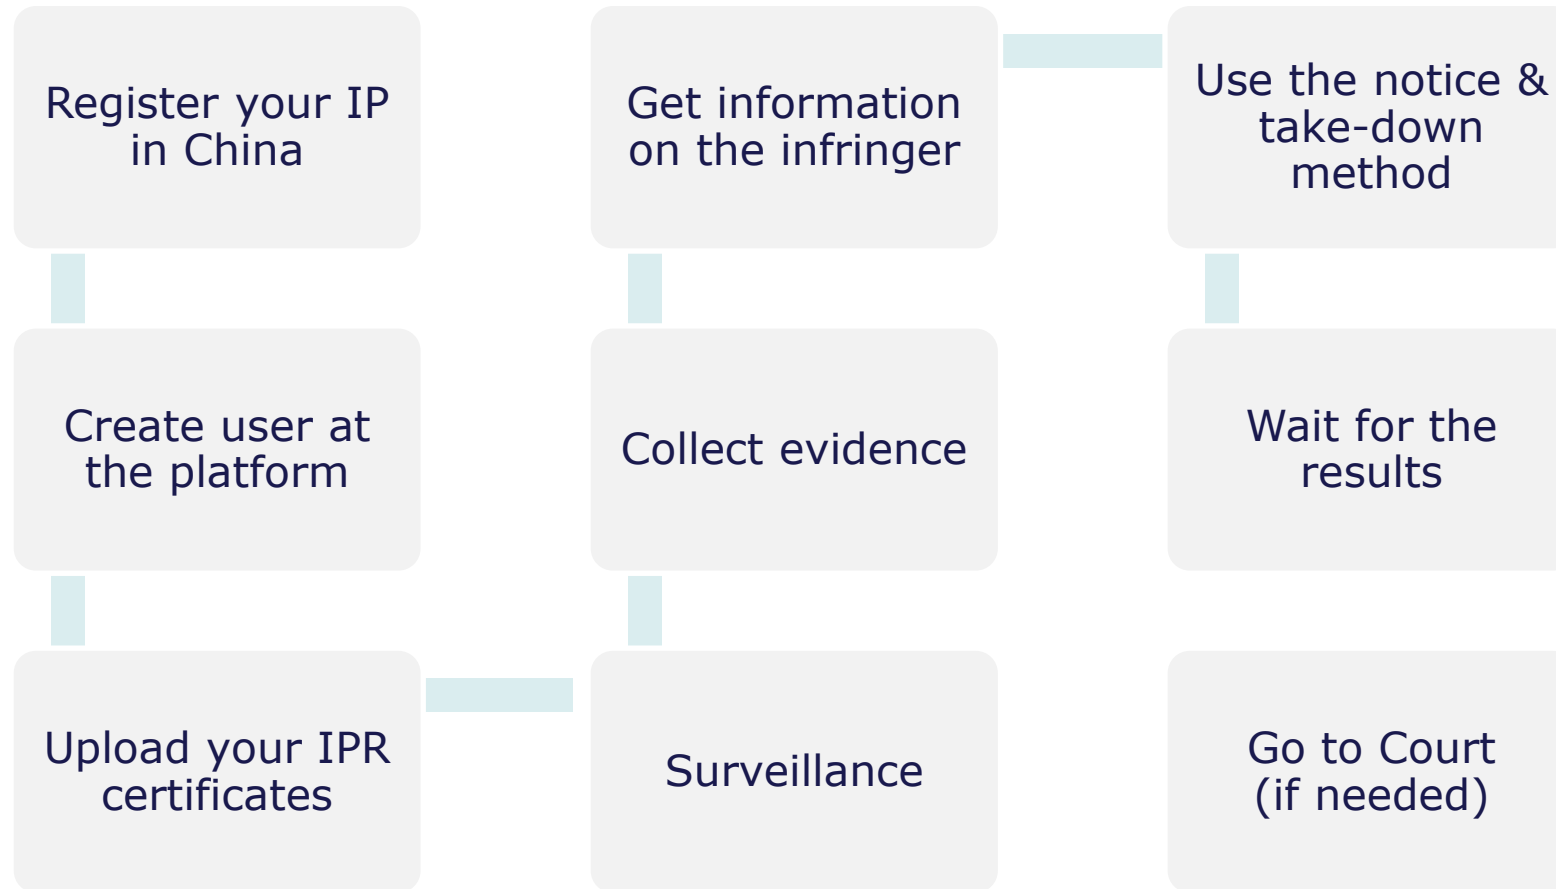 Register your IP
in China
Create user at
the platform
Upload your IPR
certificates
Surveillance
Collect evidence
Get information
on the infringer
Use the notice &
take-down
method
Wait for the
results
Go to Court
(if needed)